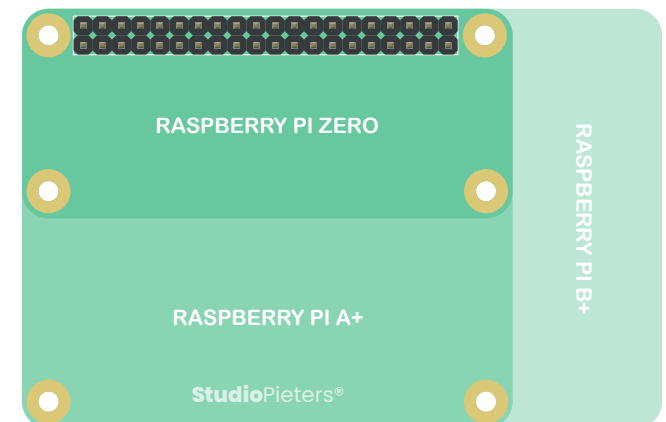 RASPBERRY PI ZERO
RASPBERRY PI B+
RASPBERRY PI A+
StudioPieters®